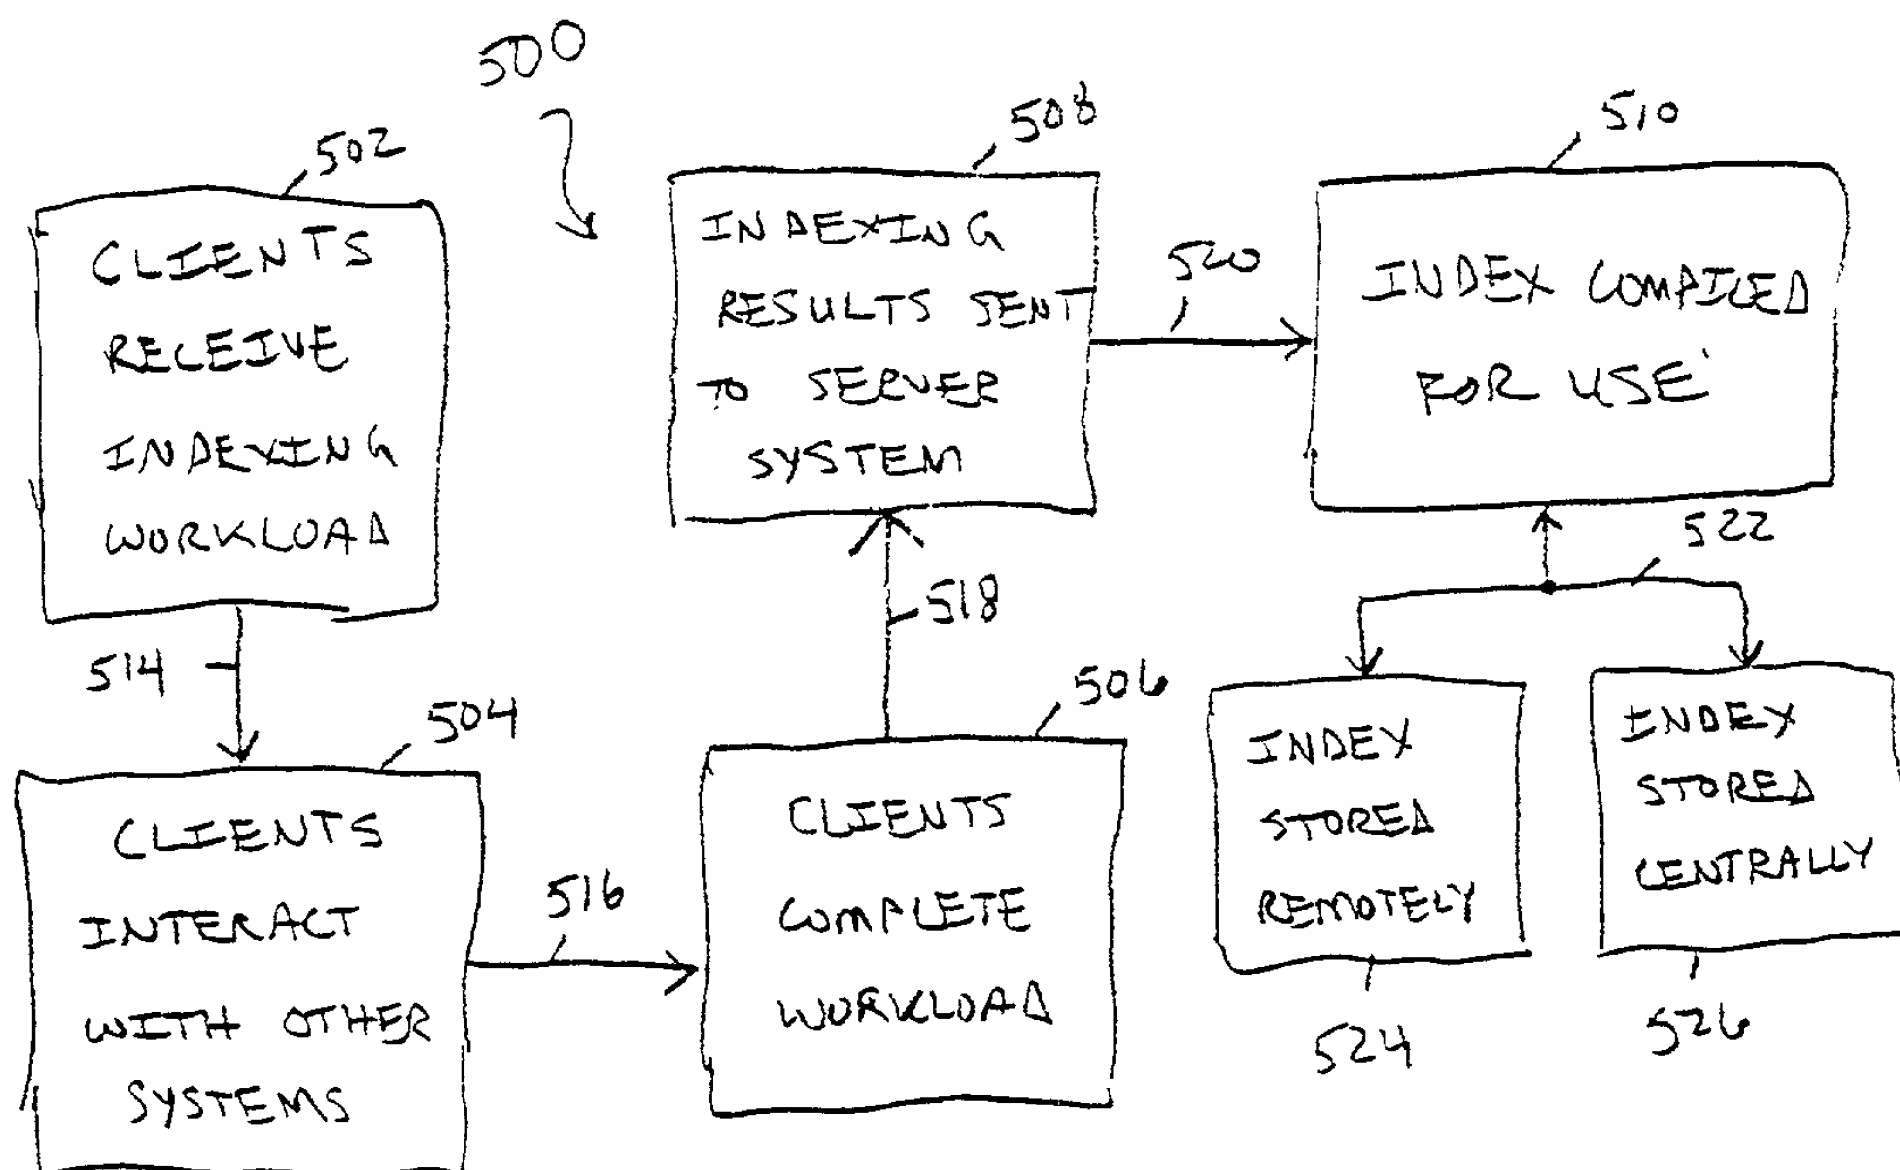 500
502
CLIENTS
RECEIVE
INDEXING
WORKLOAD
514
504
CLIENTS
INTERACT
WITH OTHER
SYSTEMS
516
506
CLIENTS
COMPLETE
WORKLOAD
518
508
INDEXING
RESULTS SENT
TO SERVER
SYSTEM
520
510
INDEX COMPILED
FOR USE
522
INDEX
STORED
REMOTELY
524
INDEX
STORED
CENTRALLY
526